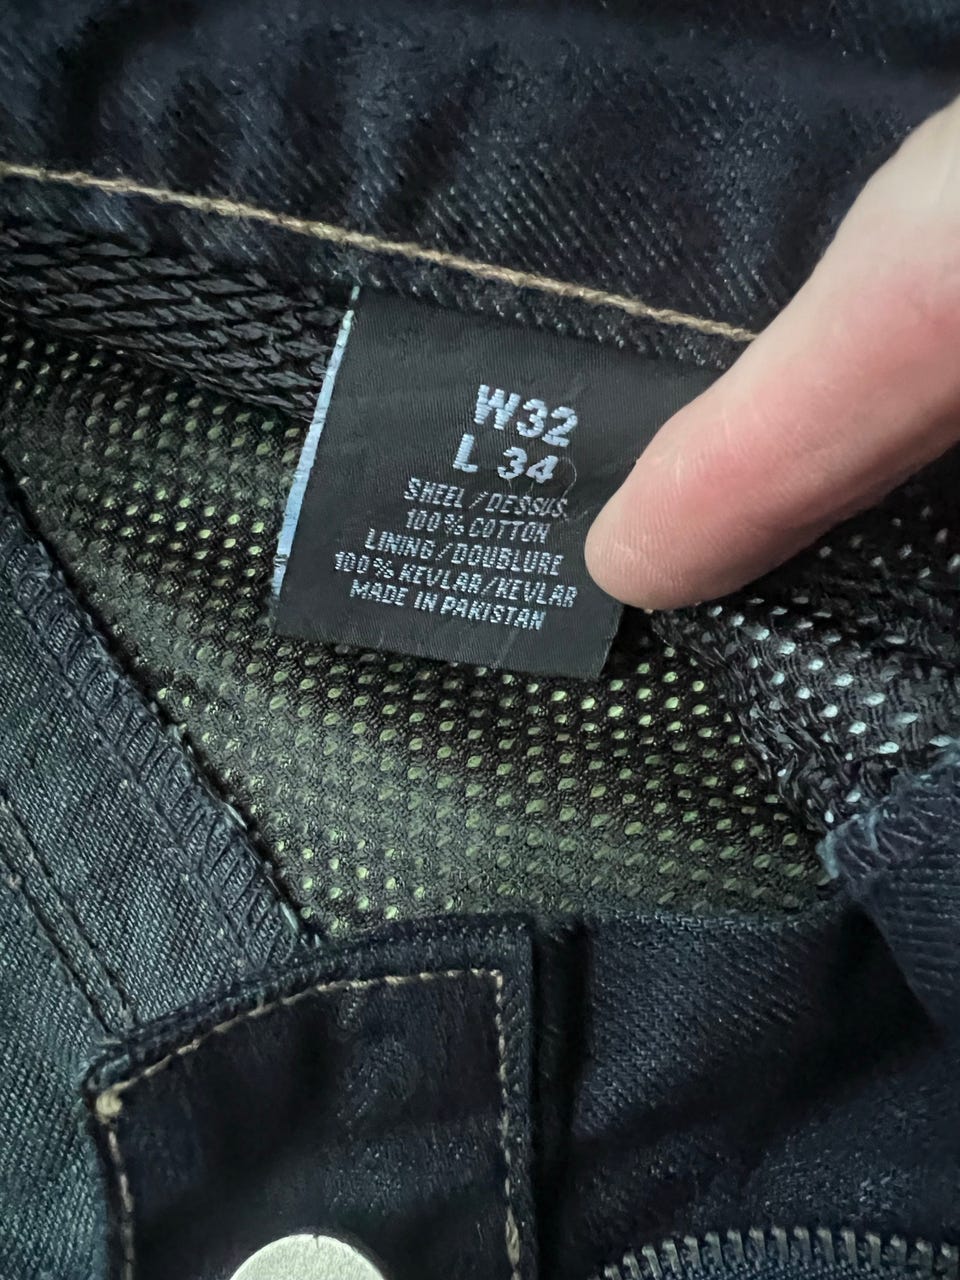 W32
L 34
SHELL/DESSUS
100% COTTON
LINING/DOUBLURE
100% KEVLAR/KEVLAR
MADE IN PAKISTAN